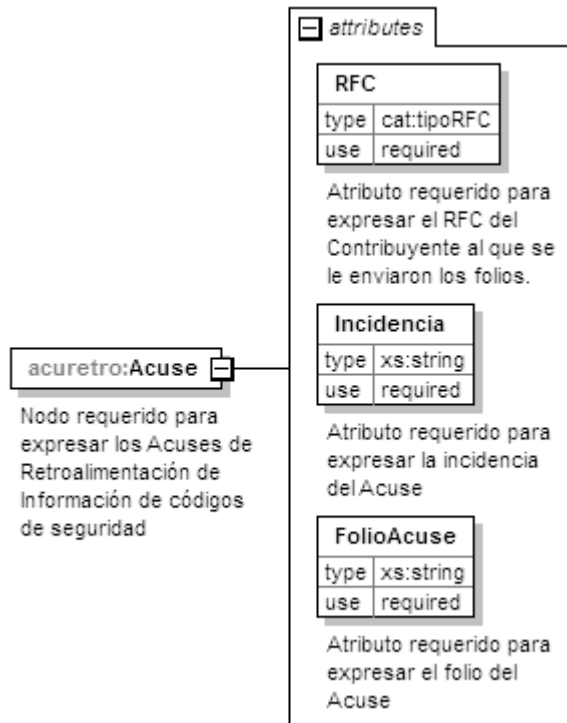 attributes
RFC
type cat:tipoRFC
use required
Atributo requerido para
expresar el RFC del
Contribuyente al que se
le enviaron los folios.
Incidencia
type xs:string
use required
Atributo requerido para
expresar la incidencia
del Acuse
FolioAcuse
type xs:string
use required
Atributo requerido para
expresar el folio del
Acuse
acuretro:Acuse
Nodo requerido para
expresar los Acuses de
Retroalimentación de
Información de códigos
de seguridad